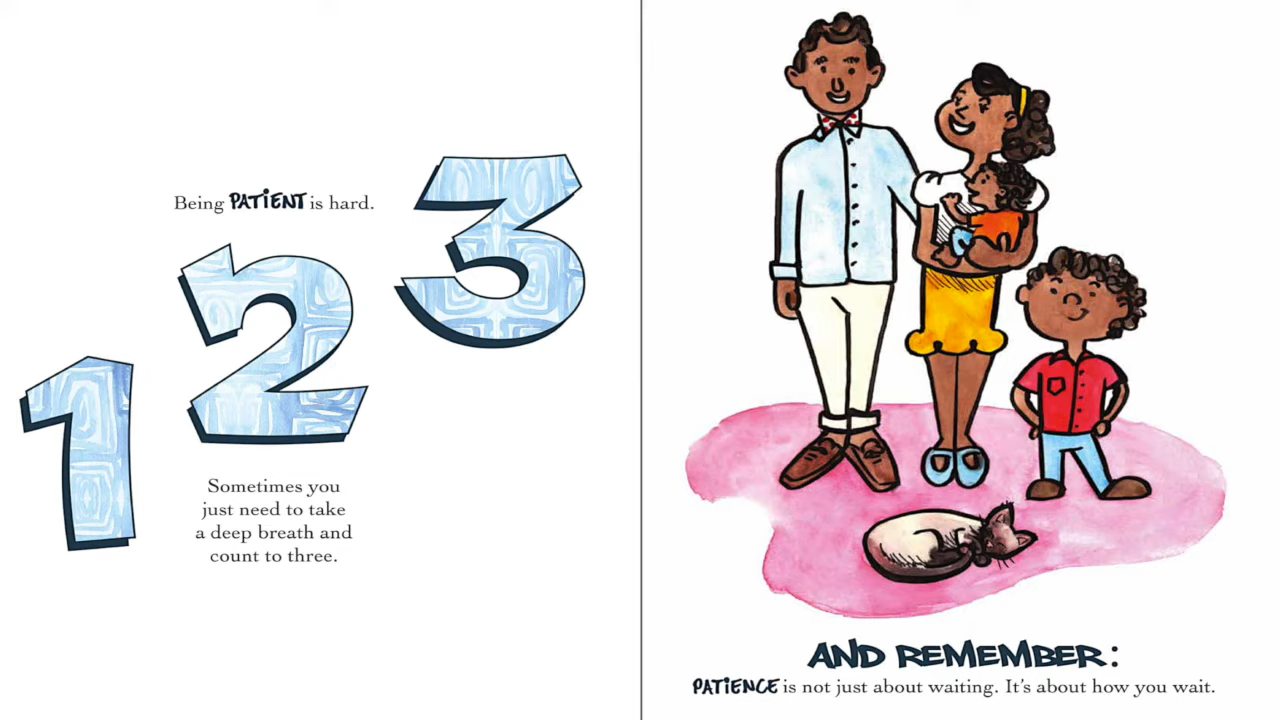 Being PATIENT is hard.
1 2 3
Sometimes you
just need to take
a deep breath and
count to three.
AND REMEMBER:
PATIENCE is not just about waiting. It's about how you wait.